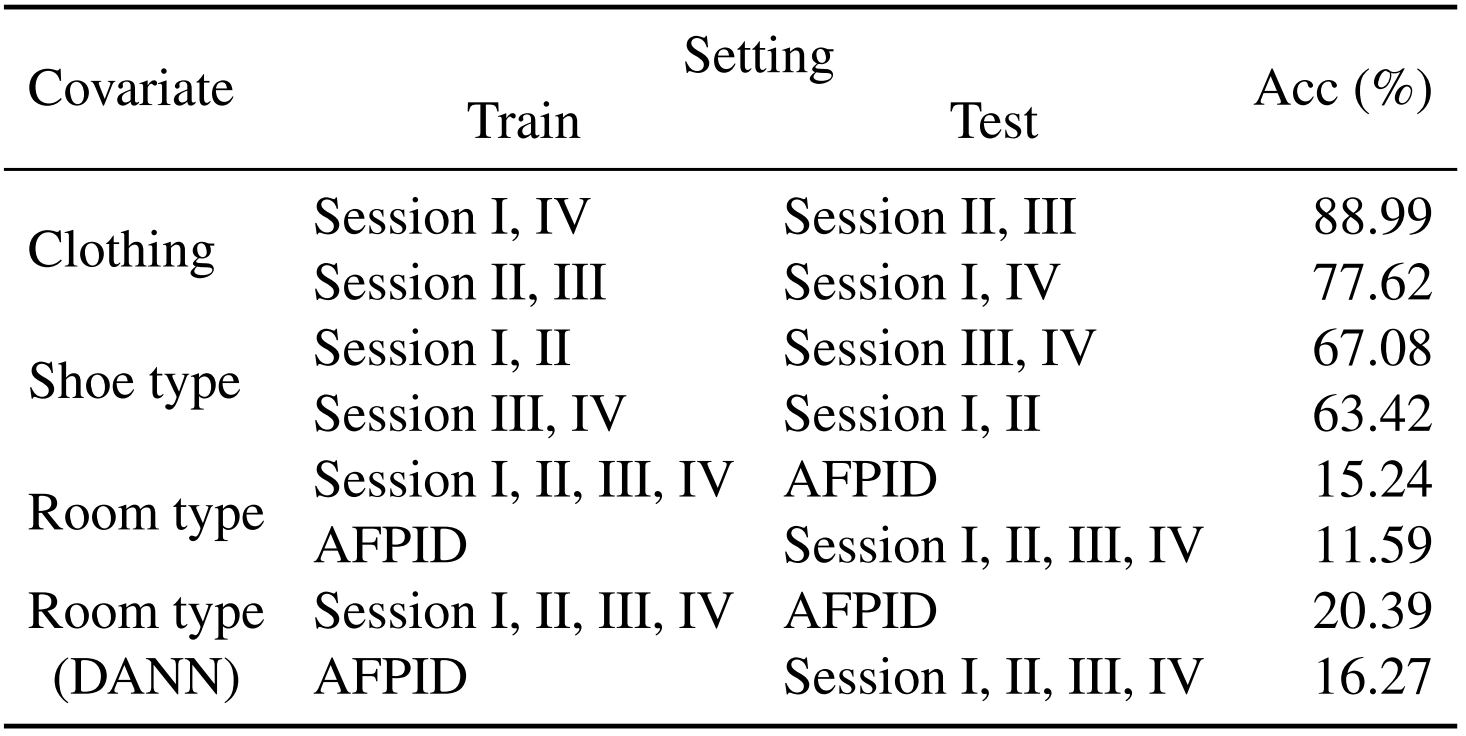 Covariate Setting Acc (%)
Train Test
Clothing Session I, IV Session II, III 88.99
Session II, III Session I, IV 77.62
Shoe type Session I, II Session III, IV 67.08
Session III, IV Session I, II 63.42
Room type Session I, II, III, IV AFPID 15.24
AFPID Session I, II, III, IV 11.59
Room type Session I, II, III, IV AFPID 20.39
(DANN) AFPID Session I, II, III, IV 16.27